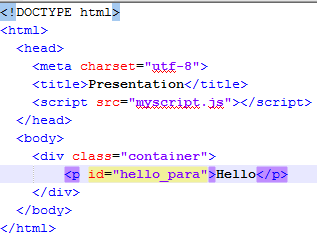 <!DOCTYPE html>
<html>
<head>
<meta charset="utf-8">
<title>Presentation</title>
<script src="myscript.js"></script>
</head>
<body>
<div class="container">
<p id="hello_para">Hello</p>
</div>
</body>
</html>